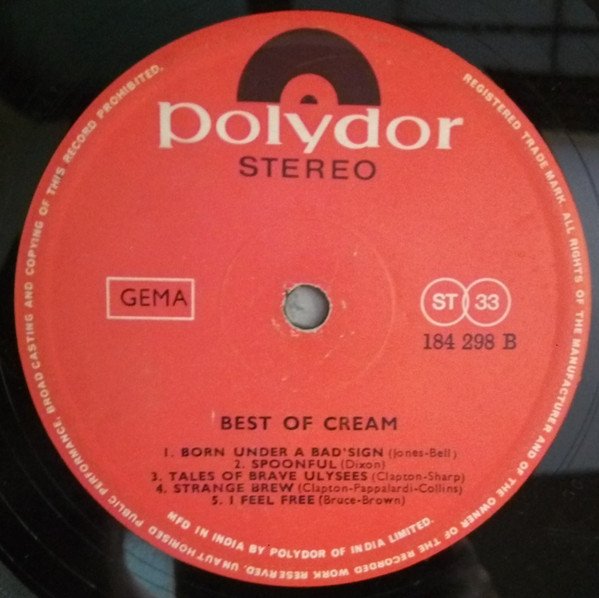 polydor
STEREO
GEMA
ST 33
184 298 B
BEST OF CREAM
1. BORN UNDER A BAD'SIGN (Jones-Bell)
2. SPOONFUL (Dixon)
3. TALES OF BRAVE ULYSEES (Clapton-Sharp)
4. STRANGE BREW (Clapton-Pappalardi-Collins)
5. I FEEL FREE (Bruce-Brown)
MFD IN INDIA BY POLYDOR OF INDIA LIMITED.
REGISTERED TRADE MARK. ALL RIGHTS OF THE MANUFACTURER AND OF THE OWNER OF THE RECORDED WORK RESERVED. UNAUTHORISED PUBLIC PERFORMANCE, BROADCASTING AND COPYING OF THIS RECORD PROHIBITED.